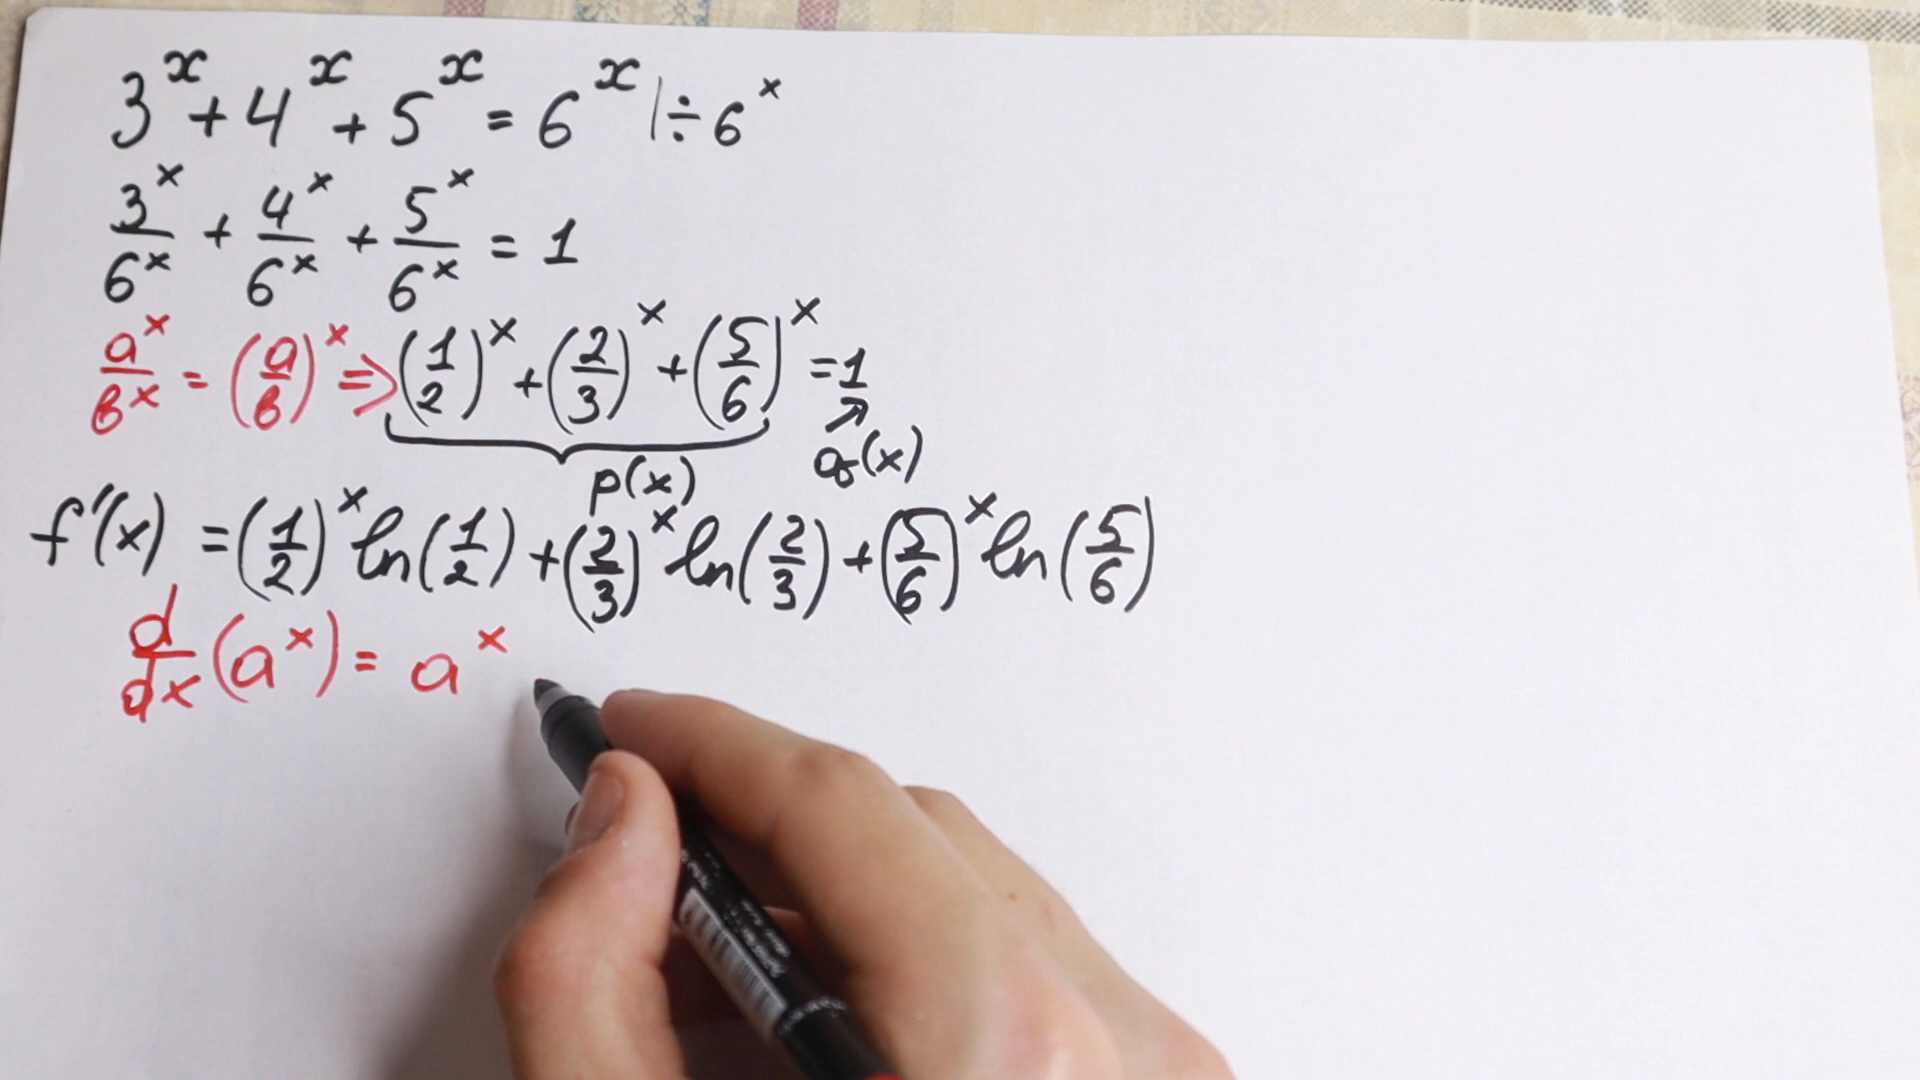 3^x + 4^x + 5^x = 6^x | ÷ 6^x
3^x/6^x + 4^x/6^x + 5^x/6^x = 1
a^x/b^x = (a/b)^x ⇒ (1/2)^x + (2/3)^x + (5/6)^x = 1
p(x) g(x)
f'(x) = (1/2)^x ln(1/2) + (2/3)^x ln(2/3) + (5/6)^x ln(5/6)
d/dx (a^x) = a^x